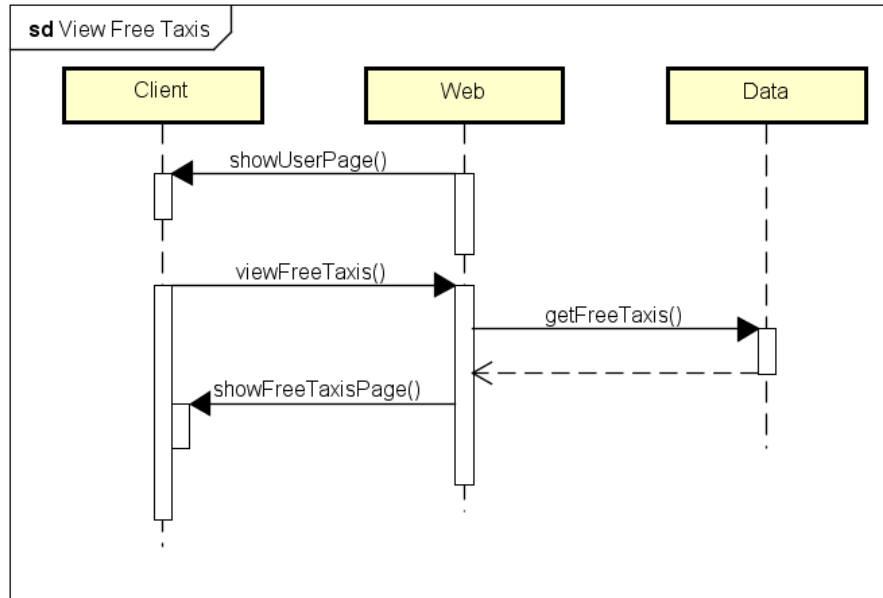 sd View Free Taxis
Client
Web
Data
showUserPage()
viewFreeTaxis()
getFreeTaxis()
showFreeTaxisPage()